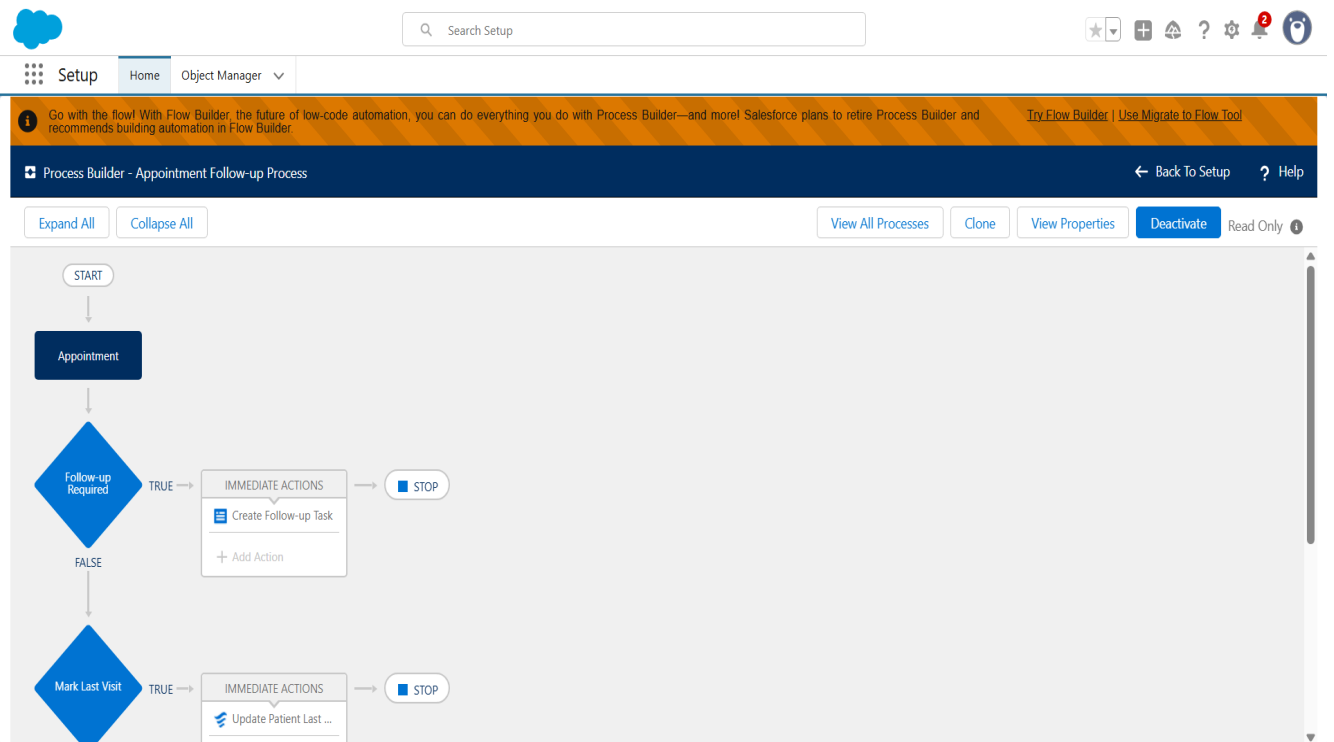 Search Setup
2
Setup
Home
Object Manager
Go with the flow! With Flow Builder, the future of low-code automation, you can do everything you do with Process Builder—and more! Salesforce plans to retire Process Builder and
recommends building automation in Flow Builder.
Try Flow Builder | Use Migrate to Flow Tool
Process Builder - Appointment Follow-up Process
Back To Setup
? Help
Expand All
Collapse All
View All Processes
Clone
View Properties
Deactivate
Read Only
START
Appointment
Follow-up
Required
TRUE
IMMEDIATE ACTIONS
STOP
Create Follow-up Task
+ Add Action
FALSE
Mark Last Visit
TRUE
IMMEDIATE ACTIONS
STOP
Update Patient Last ...